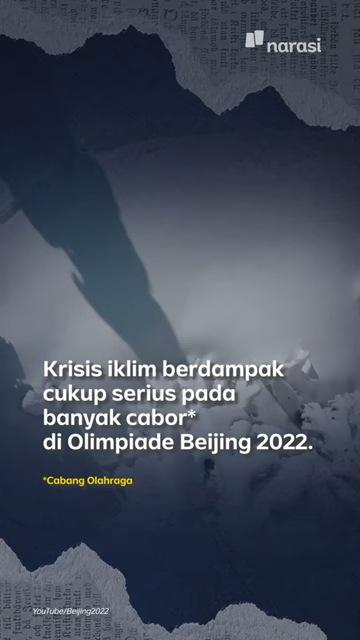 narasi
Krisis iklim berdampak
cukup serius pada
banyak cabor*
di Olimpiade Beijing 2022.
*Cabang Olahraga
YouTube/Beijing2022